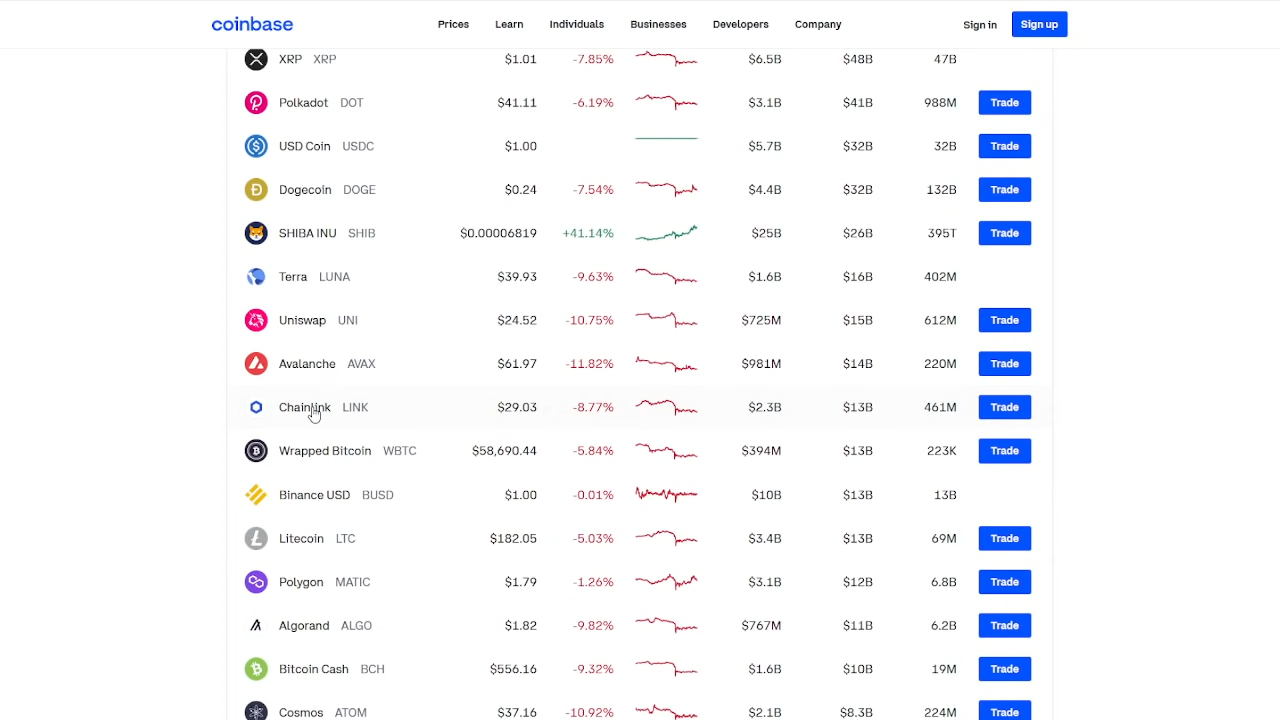 coinbase Prices Learn Individuals Businesses Developers Company Sign in Sign up
XRP XRP $1.01 -7.85% $6.5B $48B 47B
Polkadot DOT $41.11 -6.19% $3.1B $41B 988M Trade
USD Coin USDC $1.00 $5.7B $32B 32B Trade
Dogecoin DOGE $0.24 -7.54% $4.4B $32B 132B Trade
SHIBA INU SHIB $0.00006819 +41.14% $25B $26B 395T Trade
Terra LUNA $39.93 -9.63% $1.6B $16B 402M
Uniswap UNI $24.52 -10.75% $725M $15B 612M Trade
Avalanche AVAX $61.97 -11.82% $981M $14B 220M Trade
Chainlink LINK $29.03 -8.77% $2.3B $13B 461M Trade
Wrapped Bitcoin WBTC $58,690.44 -5.84% $394M $13B 223K Trade
Binance USD BUSD $1.00 -0.01% $10B $13B 13B
Litecoin LTC $182.05 -5.03% $3.4B $13B 69M Trade
Polygon MATIC $1.79 -1.26% $3.1B $12B 6.8B Trade
Algorand ALGO $1.82 -9.82% $767M $11B 6.2B Trade
Bitcoin Cash BCH $556.16 -9.32% $1.6B $10B 19M Trade
Cosmos ATOM $37.16 -10.92% $2.1B $8.3B 224M Trade